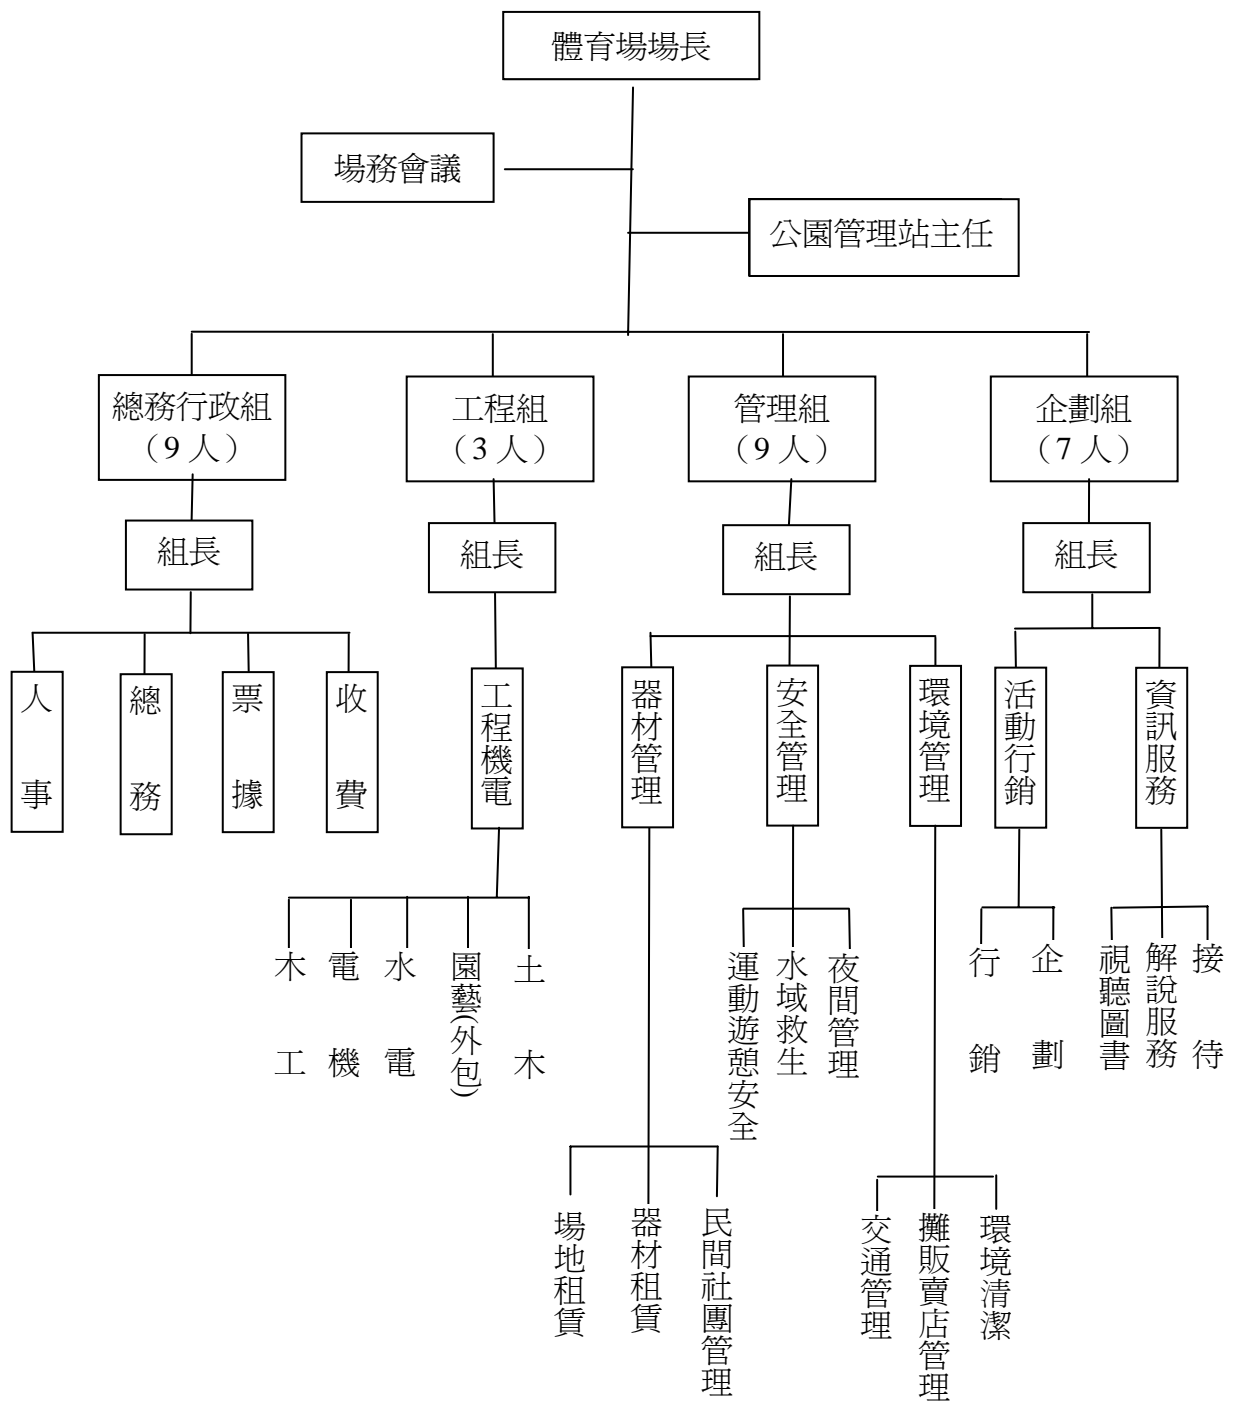 體育場場長
場務會議
公園管理站主任
總務行政組
（9 人）
工程組
（3 人）
管理組
（9 人）
企劃組
（7 人）
組長
組長
組長
組長
人事
總務
票據
收費
工程機電
器材管理
安全管理
環境管理
活動行銷
資訊服務
木工
電機
水電
園藝(外包)
土木
運動遊憩安全
水域救生
夜間管理
行銷
企劃
視聽圖書
解說服務
接待
場地租賃
器材租賃
民間社團管理
交通管理
攤販賣店管理
環境清潔